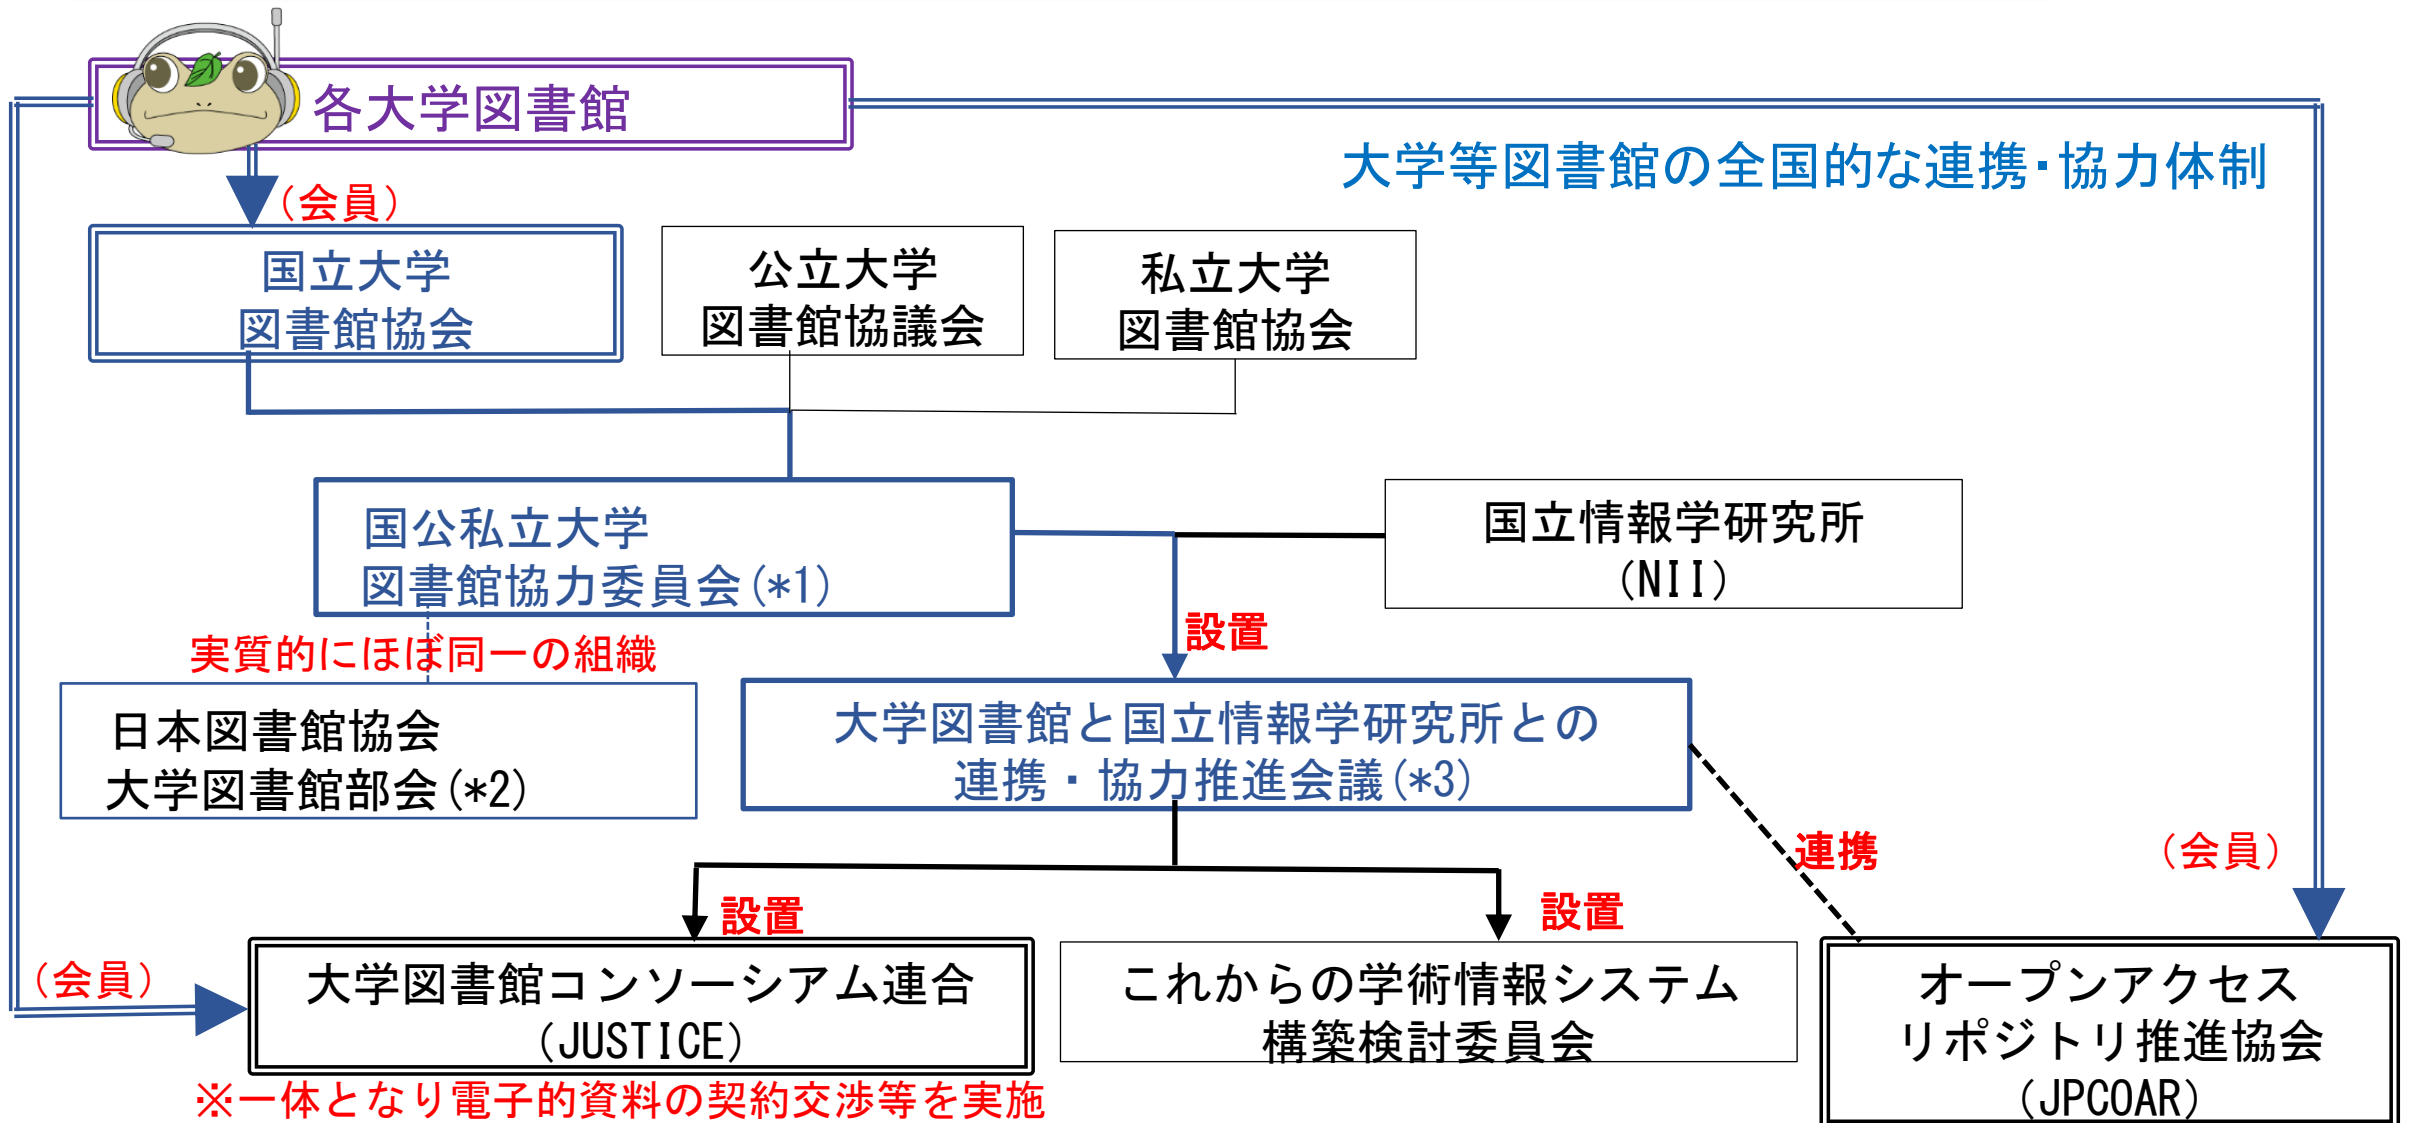 各大学図書館
大学等図書館の全国的な連携・協力体制
（会員）
国立大学
図書館協会
公立大学
図書館協議会
私立大学
図書館協会
国公私立大学
図書館協力委員会(*1)
国立情報学研究所
(NII)
設置
実質的にほぼ同一の組織
日本図書館協会
大学図書館部会(*2)
大学図書館と国立情報学研究所との
連携・協力推進会議(*3)
連携
（会員）
設置
設置
（会員）
大学図書館コンソーシアム連合
(JUSTICE)
これからの学術情報システム
構築検討委員会
オープンアクセス
リポジトリ推進協会
(JPCOAR)
※一体となり電子的資料の契約交渉等を実施